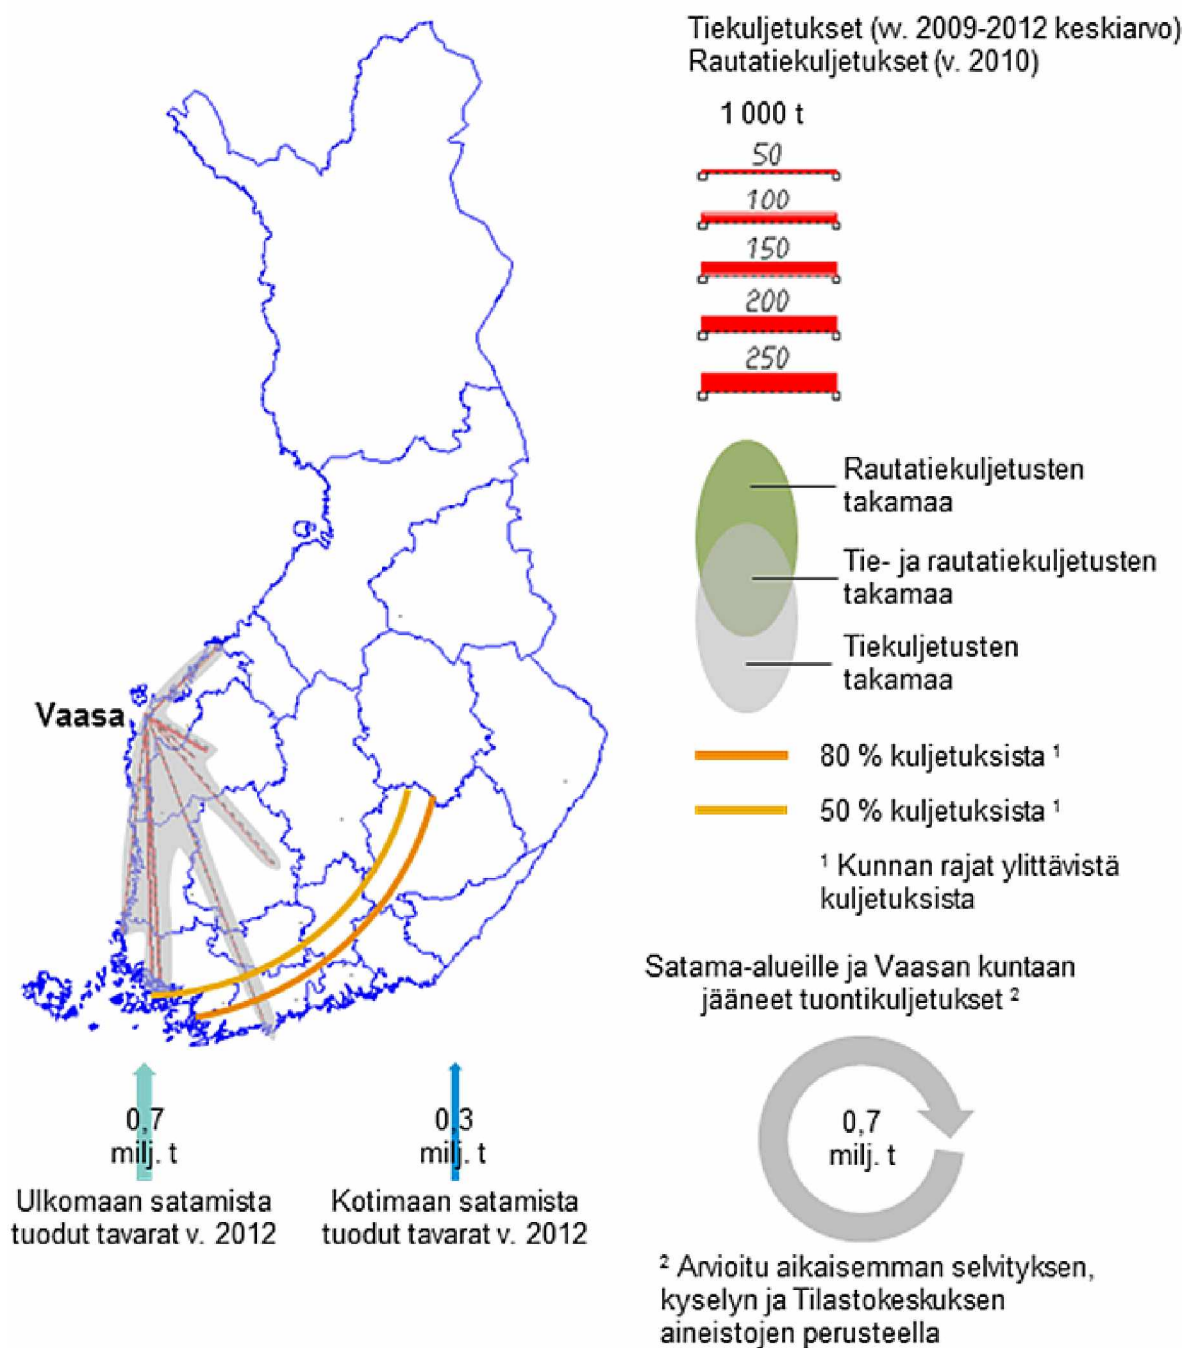 Tiekuljetukset (vv. 2009-2012 keskiarvo)
Rautatiekuljetukset (v. 2010)
1 000 t
50
100
150
200
250
Rautatiekuljetusten
takamaa
Tie- ja rautatiekuljetusten
takamaa
Tiekuljetusten
takamaa
Vaasa
80 % kuljetuksista ¹
50 % kuljetuksista ¹
¹ Kunnan rajat ylittävistä
kuljetuksista
Satama-alueille ja Vaasan kuntaan
jääneet tuontikuljetukset ²
0,7
milj. t
0,7
milj. t
Ulkomaan satamista
tuodut tavarat v. 2012
0,3
milj. t
Kotimaan satamista
tuodut tavarat v. 2012
² Arvioitu aikaisemman selvityksen,
kyselyn ja Tilastokeskuksen
aineistojen perusteella